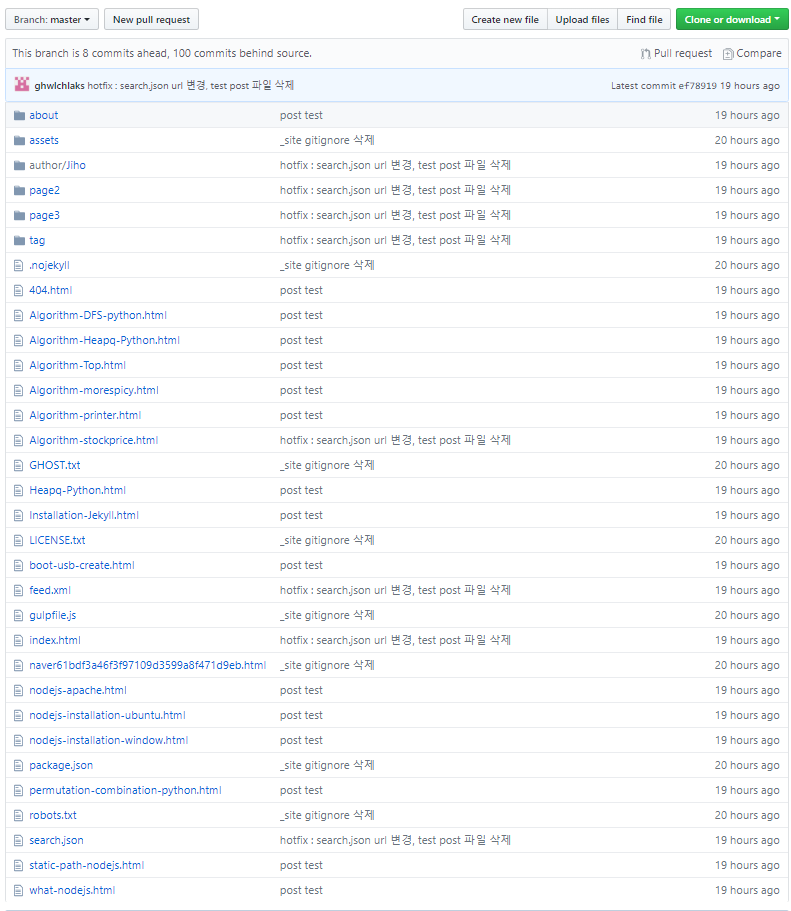 Branch: master New pull request Create new file Upload files Find file Clone or download
This branch is 8 commits ahead, 100 commits behind source. Pull request Compare
ghwlchlaks hotfix : search.json url 변경, test post 파일 삭제 Latest commit ef78919 19 hours ago
about post test 19 hours ago
assets _site gitignore 삭제 20 hours ago
author/Jiho hotfix : search.json url 변경, test post 파일 삭제 19 hours ago
page2 hotfix : search.json url 변경, test post 파일 삭제 19 hours ago
page3 hotfix : search.json url 변경, test post 파일 삭제 19 hours ago
tag hotfix : search.json url 변경, test post 파일 삭제 19 hours ago
.nojekyll _site gitignore 삭제 20 hours ago
404.html post test 19 hours ago
Algorithm-DFS-python.html post test 19 hours ago
Algorithm-Heapq-Python.html post test 19 hours ago
Algorithm-Top.html post test 19 hours ago
Algorithm-morespicy.html post test 19 hours ago
Algorithm-printer.html post test 19 hours ago
Algorithm-stockprice.html hotfix : search.json url 변경, test post 파일 삭제 19 hours ago
GHOST.txt _site gitignore 삭제 20 hours ago
Heapq-Python.html post test 19 hours ago
Installation-Jekyll.html post test 19 hours ago
LICENSE.txt _site gitignore 삭제 20 hours ago
boot-usb-create.html post test 19 hours ago
feed.xml hotfix : search.json url 변경, test post 파일 삭제 19 hours ago
gulpfile.js _site gitignore 삭제 20 hours ago
index.html hotfix : search.json url 변경, test post 파일 삭제 19 hours ago
naver61bdf3a46f3f97109d3599a8f471d9eb.html _site gitignore 삭제 20 hours ago
nodejs-apache.html post test 19 hours ago
nodejs-installation-ubuntu.html post test 19 hours ago
nodejs-installation-window.html post test 19 hours ago
package.json _site gitignore 삭제 20 hours ago
permutation-combination-python.html post test 19 hours ago
robots.txt _site gitignore 삭제 20 hours ago
search.json hotfix : search.json url 변경, test post 파일 삭제 19 hours ago
static-path-nodejs.html post test 19 hours ago
what-nodejs.html post test 19 hours ago